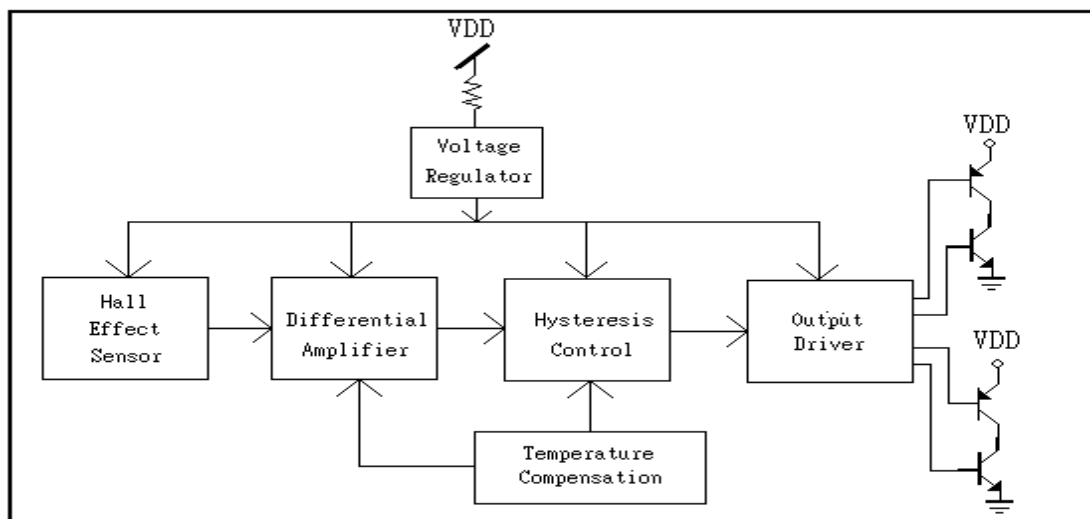 VDD
Voltage
Regulator
VDD
Hall
Effect
Sensor
Differential
Amplifier
Hysteresis
Control
Output
Driver
VDD
Temperature
Compensation